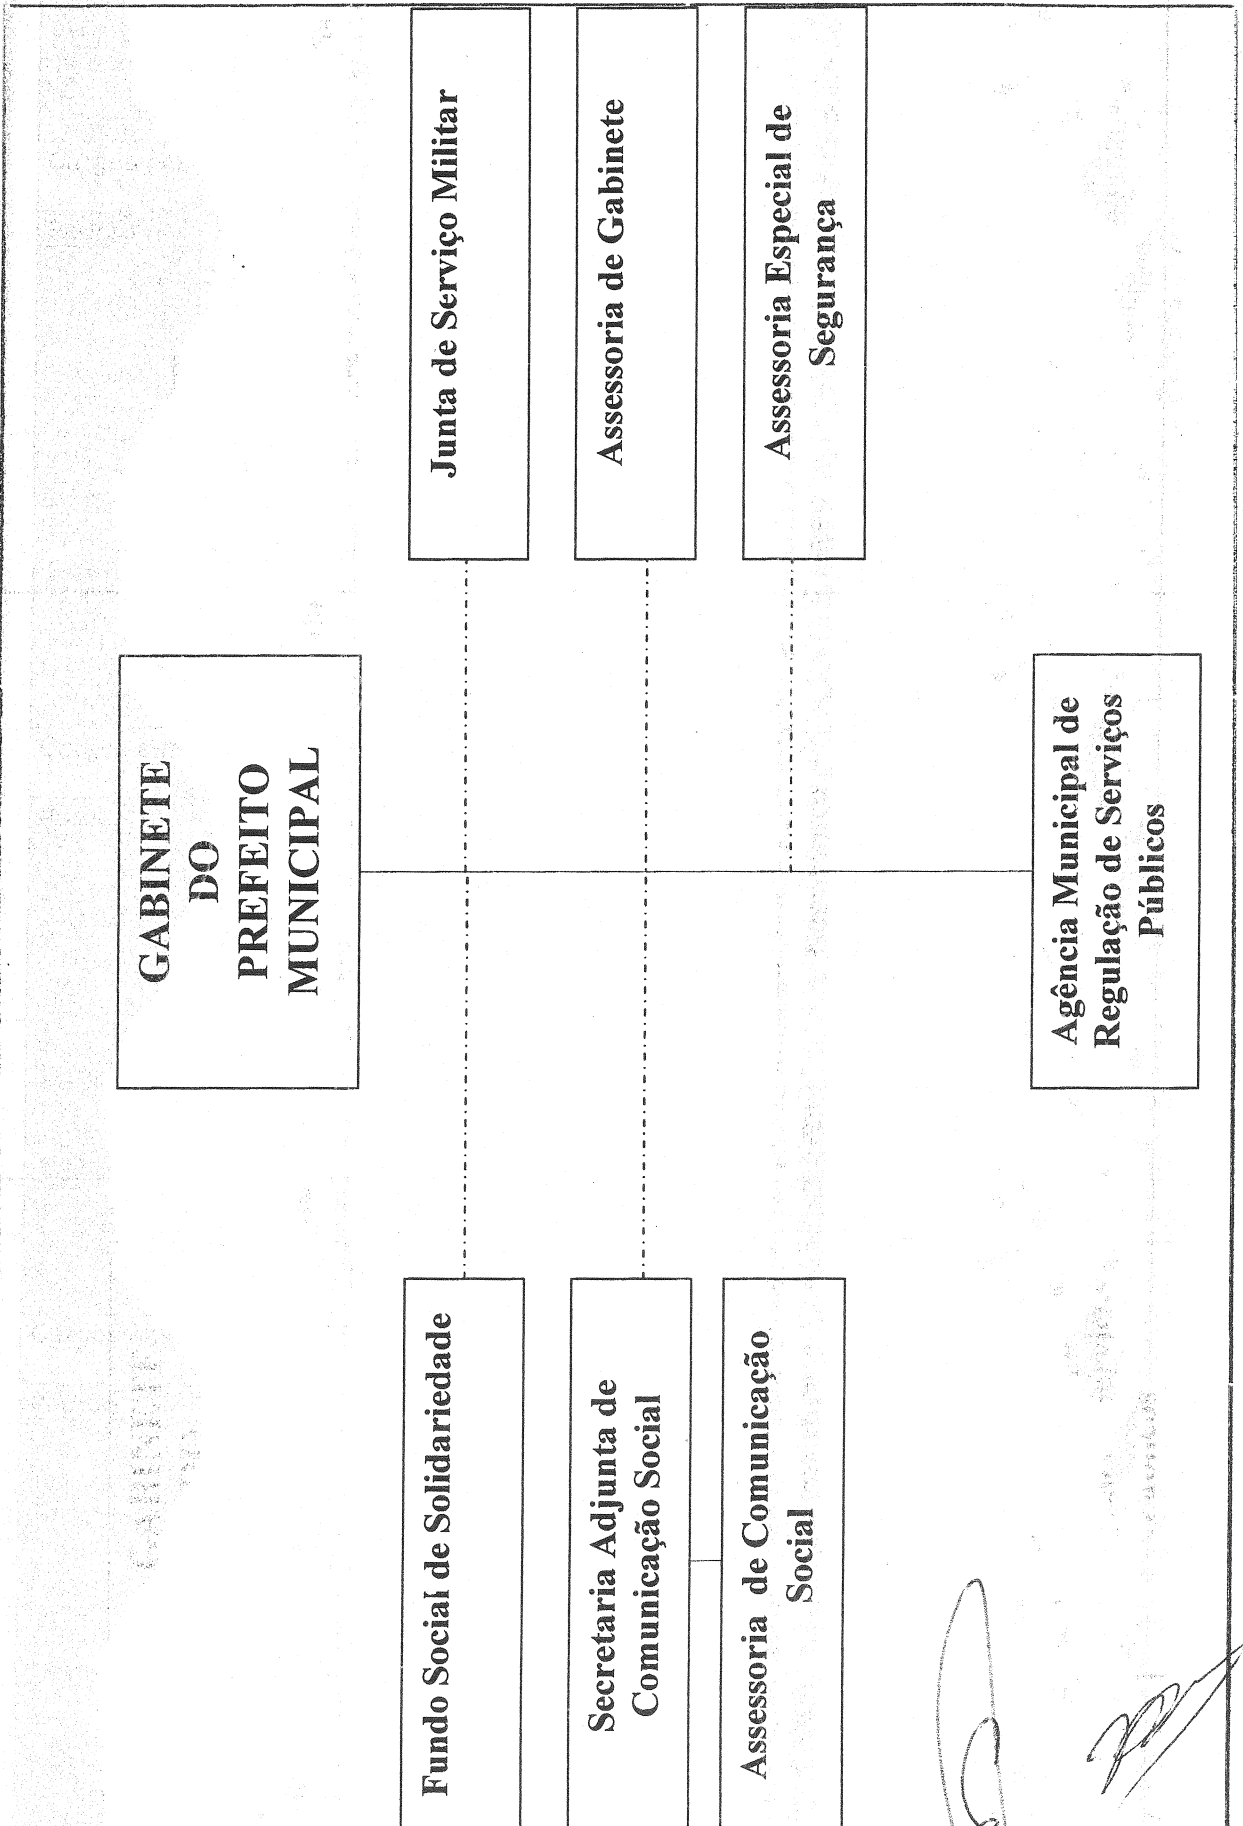 GABINETE
DO
PREFEITO
MUNICIPAL
Fundo Social de Solidariedade
Junta de Serviço Militar
Secretaria Adjunta de
Comunicação Social
Assessoria de Gabinete
Assessoria de Comunicação
Social
Assessoria Especial de
Segurança
Agência Municipal de
Regulação de Serviços
Públicos